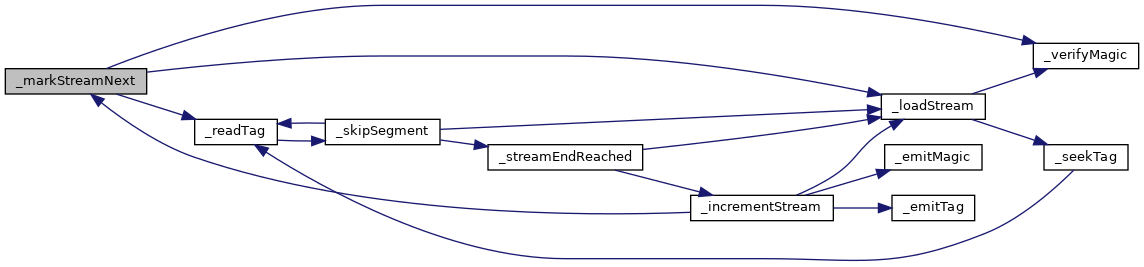 _markStreamNext
_readTag
_skipSegment
_streamEndReached
_incrementStream
_loadStream
_emitMagic
_emitTag
_verifyMagic
_seekTag